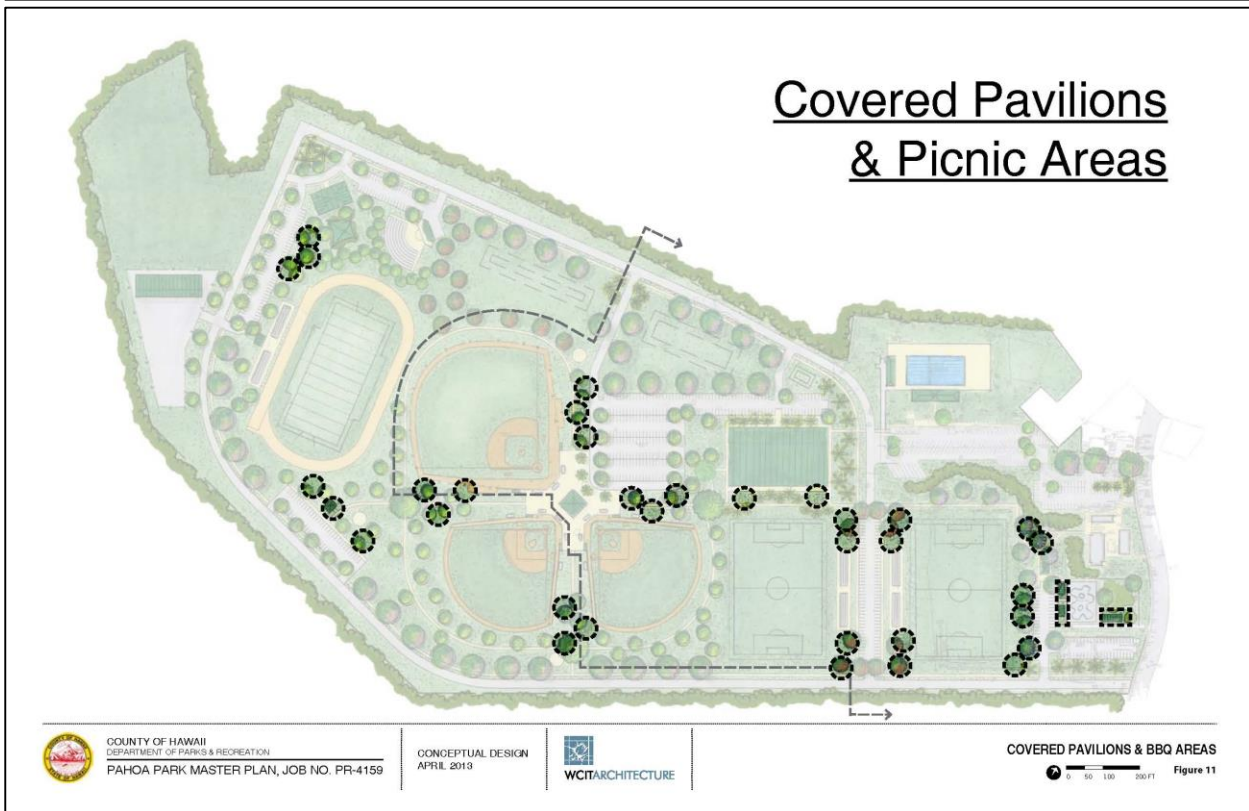 Covered Pavilions
& Picnic Areas
COUNTY OF HAWAII
DEPARTMENT OF PARKS & RECREATION
PAHOA PARK MASTER PLAN, JOB NO. PR-4159
CONCEPTUAL DESIGN
APRIL 2013
WCITARCHITECTURE
COVERED PAVILIONS & BBQ AREAS
0 50 100 200 FT
Figure 11